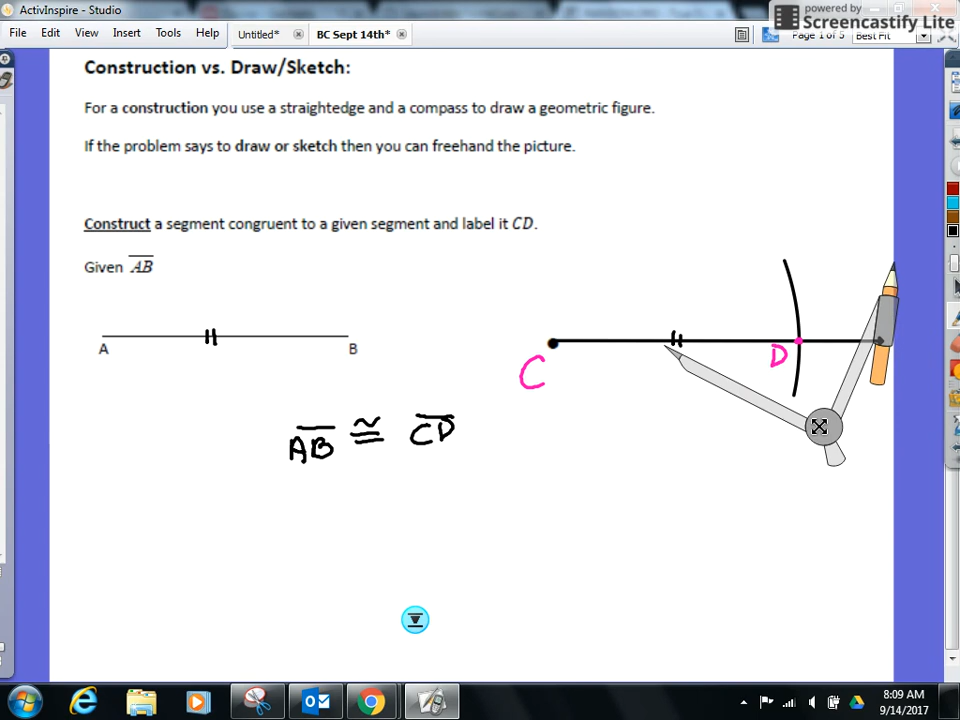 ActivInspire - Studio
powered by
Screencastify Lite
File Edit View Insert Tools Help Untitled* BC Sept 14th* Page 1 of 5 Best Fit
Construction vs. Draw/Sketch:
For a construction you use a straightedge and a compass to draw a geometric figure.
If the problem says to draw or sketch then you can freehand the picture.
Construct a segment congruent to a given segment and label it CD.
Given AB
A B
C D
AB ≅ CD
8:09 AM
9/14/2017